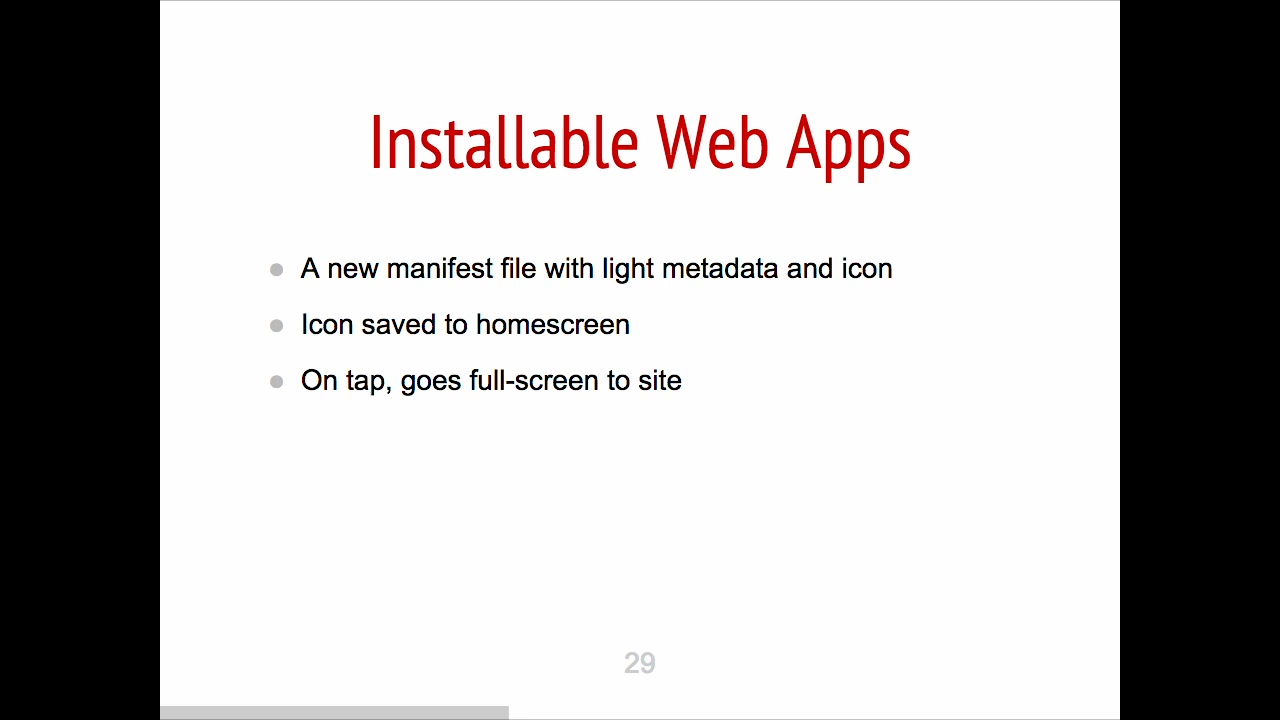 Installable Web Apps
A new manifest file with light metadata and icon
Icon saved to homescreen
On tap, goes full-screen to site
29